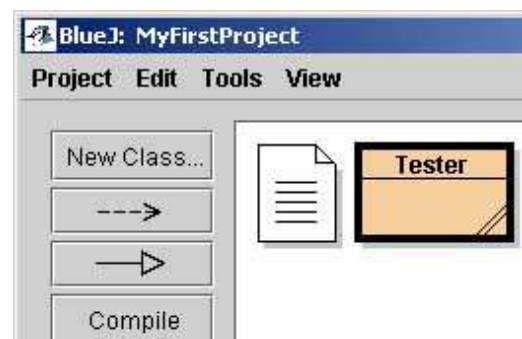 BlueJ: MyFirstProject
Project Edit Tools View
New Class...
Tester
Compile